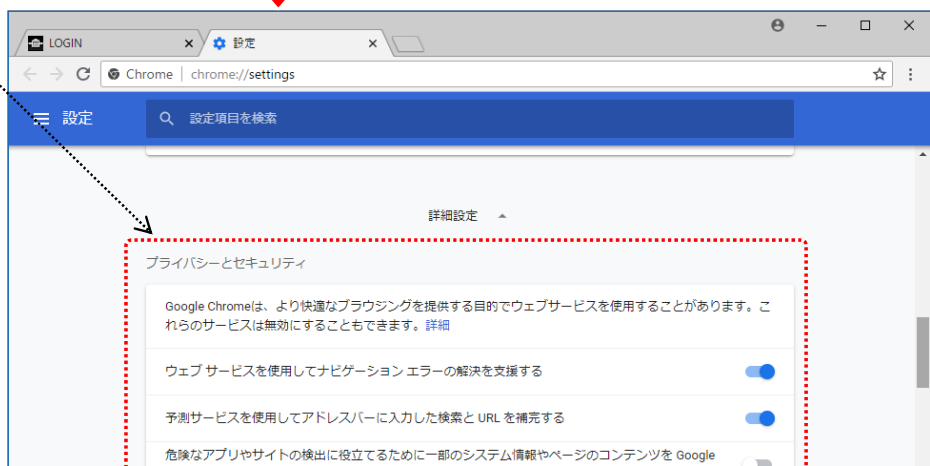 LOGIN
設定
Chrome | chrome://settings
設定
設定項目を検索
詳細設定
プライバシーとセキュリティ
Google Chromeは、より快適なブラウジングを提供する目的でウェブサービスを使用することがあります。こ
れらのサービスは無効にすることもできます。詳細
ウェブ サービスを使用してナビゲーション エラーの解決を支援する
予測サービスを使用してアドレスバーに入力した検索と URL を補完する
危険なアプリやサイトの検出に役立てるために一部のシステム情報やページのコンテンツを Google